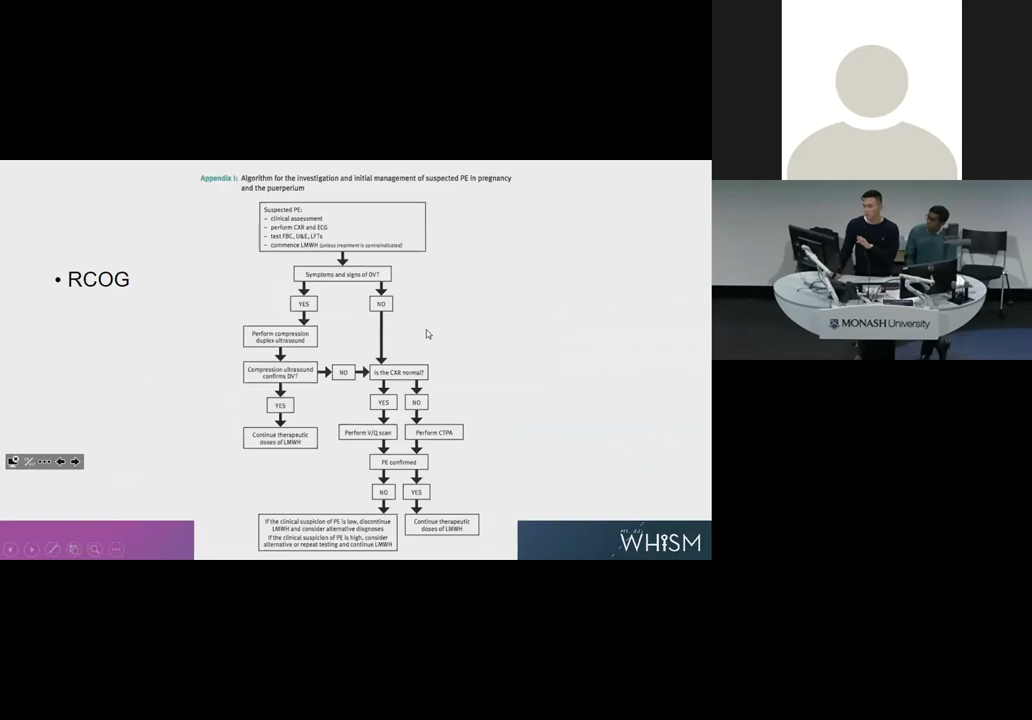 Appendix I: Algorithm for the investigation and initial management of suspected PE in pregnancy
and the puerperium
Suspected PE:
– clinical assessment
– perform CXR and ECG
– test FBC, U&E, LFTs
– commence LMWH (unless treatment is contraindicated)
• RCOG
Symptoms and signs of DVT
YES
NO
Perform compression
duplex ultrasound
Compression ultrasound
confirms DVT
NO
Is the CXR normal?
YES
YES
NO
Continue therapeutic
doses of LMWH
Perform V/Q scan
Perform CTPA
PE confirmed
NO
YES
If the clinical suspicion of PE is low, discontinue
LMWH and consider alternative diagnoses
If the clinical suspicion of PE is high, consider
alternative or repeat testing and continue LMWH
Continue therapeutic
doses of LMWH
WHISM
MONASH University